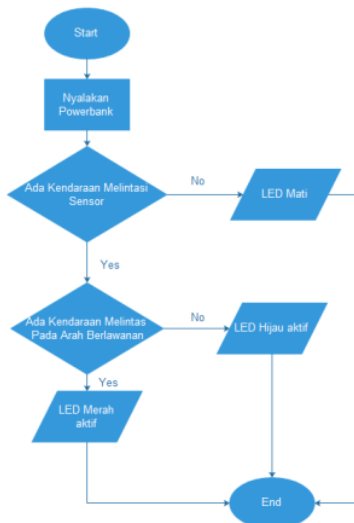 Start
Nyalakan
Powerbank
Ada Kendaraan Melintasi
Sensor
No
LED Mati
Yes
Ada Kendaraan Melintas
Pada Arah Berlawanan
No
LED Hijau aktif
Yes
LED Merah
aktif
End